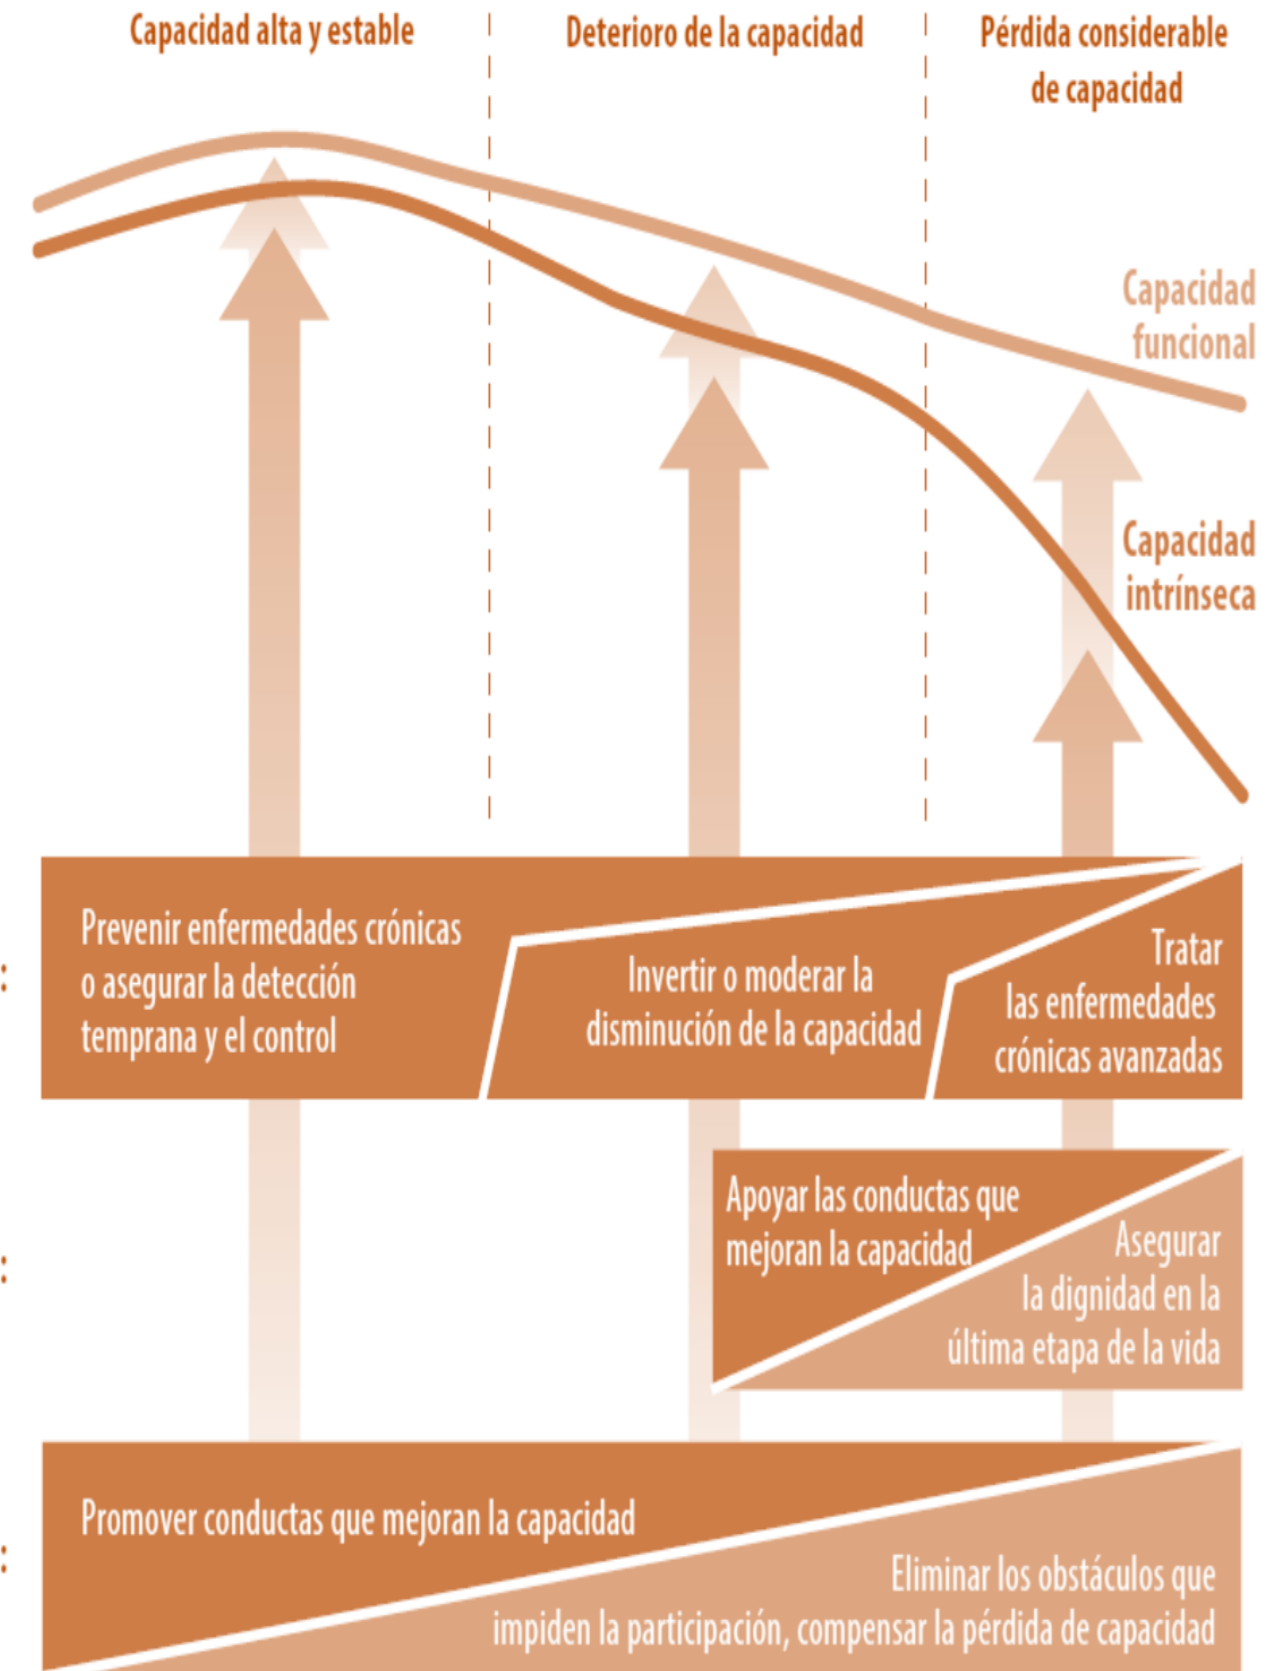 Capacidad alta y estable
Deterioro de la capacidad
Pérdida considerable
de capacidad
Capacidad
funcional
Capacidad
intrínseca
Prevenir enfermedades crónicas
o asegurar la detección
temprana y el control
:
Invertir o moderar la
disminución de la capacidad
Tratar
las enfermedades
crónicas avanzadas
Apoyar las conductas que
mejoran la capacidad
:
Asegurar
la dignidad en la
última etapa de la vida
Promover conductas que mejoran la capacidad
:
Eliminar los obstáculos que
impiden la participación, compensar la pérdida de capacidad